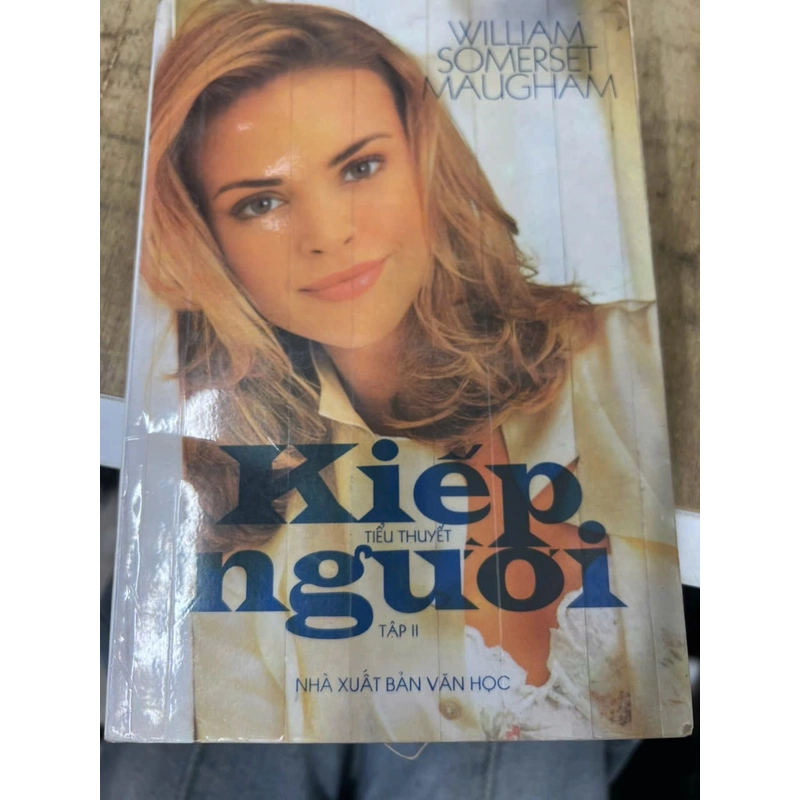 WILLIAM
SOMERSET
MAUGHAM
Kiếp
TIỂU THUYẾT
người
TẬP II
NHÀ XUẤT BẢN VĂN HỌC